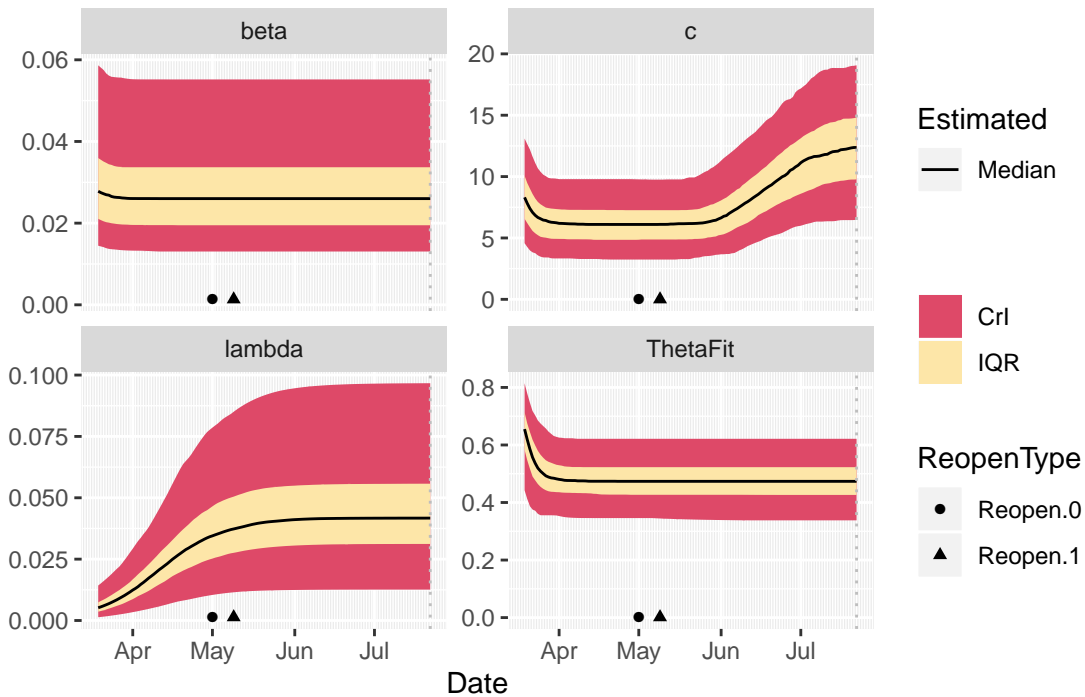 beta
c
0.06
0.04
0.02
0.00
20
15
10
5
0
lambda
ThetaFit
0.100
0.075
0.050
0.025
0.000
0.8
0.6
0.4
0.2
0.0
Apr May Jun Jul
Apr May Jun Jul
Date
Estimated
Median
CrI
IQR
ReopenType
Reopen.0
Reopen.1